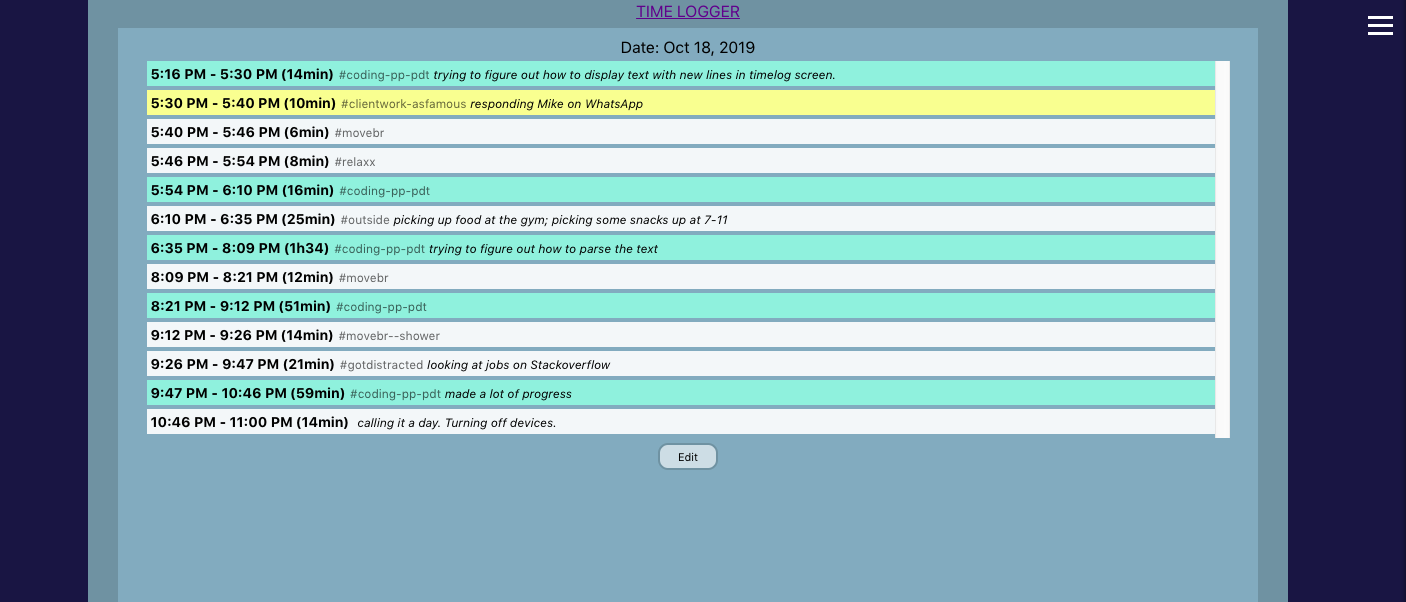 TIME LOGGER
Date: Oct 18, 2019
5:16 PM - 5:30 PM (14min) #coding-pp-pdt trying to figure out how to display text with new lines in timelog screen.
5:30 PM - 5:40 PM (10min) #clientwork-asfamous responding Mike on WhatsApp
5:40 PM - 5:46 PM (6min) #movebr
5:46 PM - 5:54 PM (8min) #relaxx
5:54 PM - 6:10 PM (16min) #coding-pp-pdt
6:10 PM - 6:35 PM (25min) #outside picking up food at the gym; picking some snacks up at 7-11
6:35 PM - 8:09 PM (1h34) #coding-pp-pdt trying to figure out how to parse the text
8:09 PM - 8:21 PM (12min) #movebr
8:21 PM - 9:12 PM (51min) #coding-pp-pdt
9:12 PM - 9:26 PM (14min) #movebr--shower
9:26 PM - 9:47 PM (21min) #gotdistracted looking at jobs on Stackoverflow
9:47 PM - 10:46 PM (59min) #coding-pp-pdt made a lot of progress
10:46 PM - 11:00 PM (14min) calling it a day. Turning off devices.
Edit